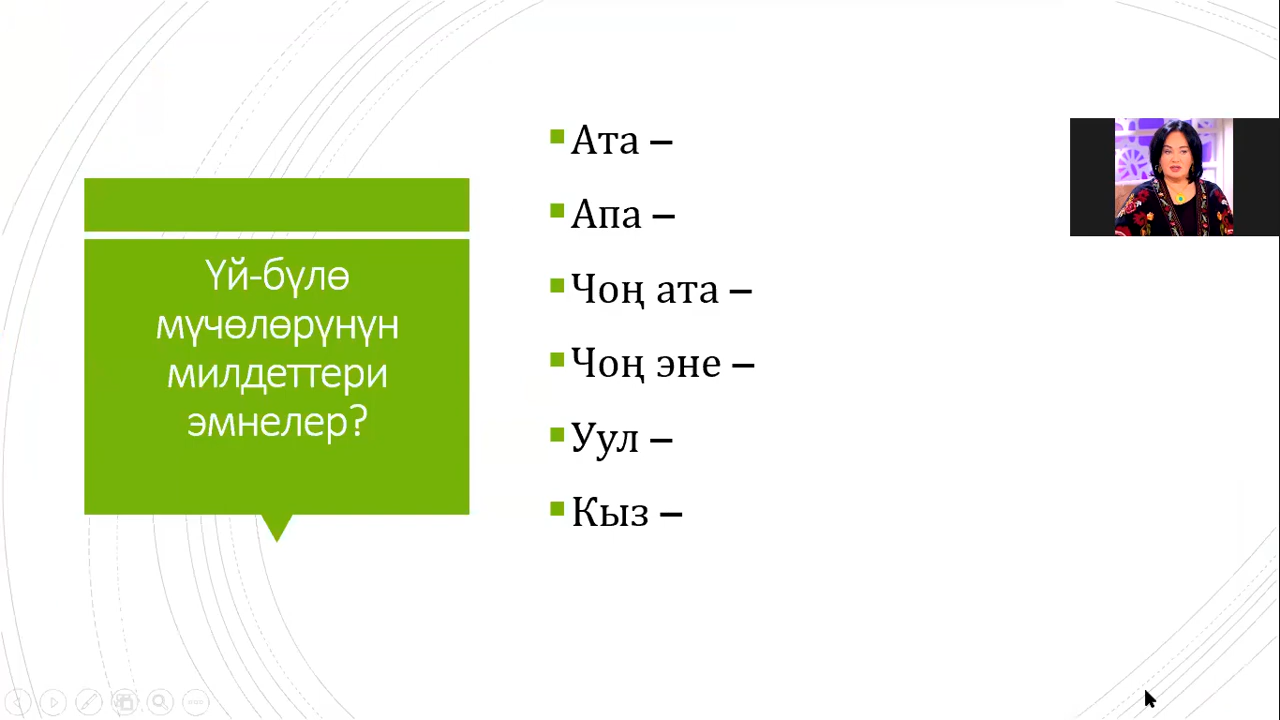 Үй-бүлө
мүчөлөрүнүн
милдеттери
эмнелер?
Ата –
Апа –
Чоң ата –
Чоң эне –
Уул –
Кыз –